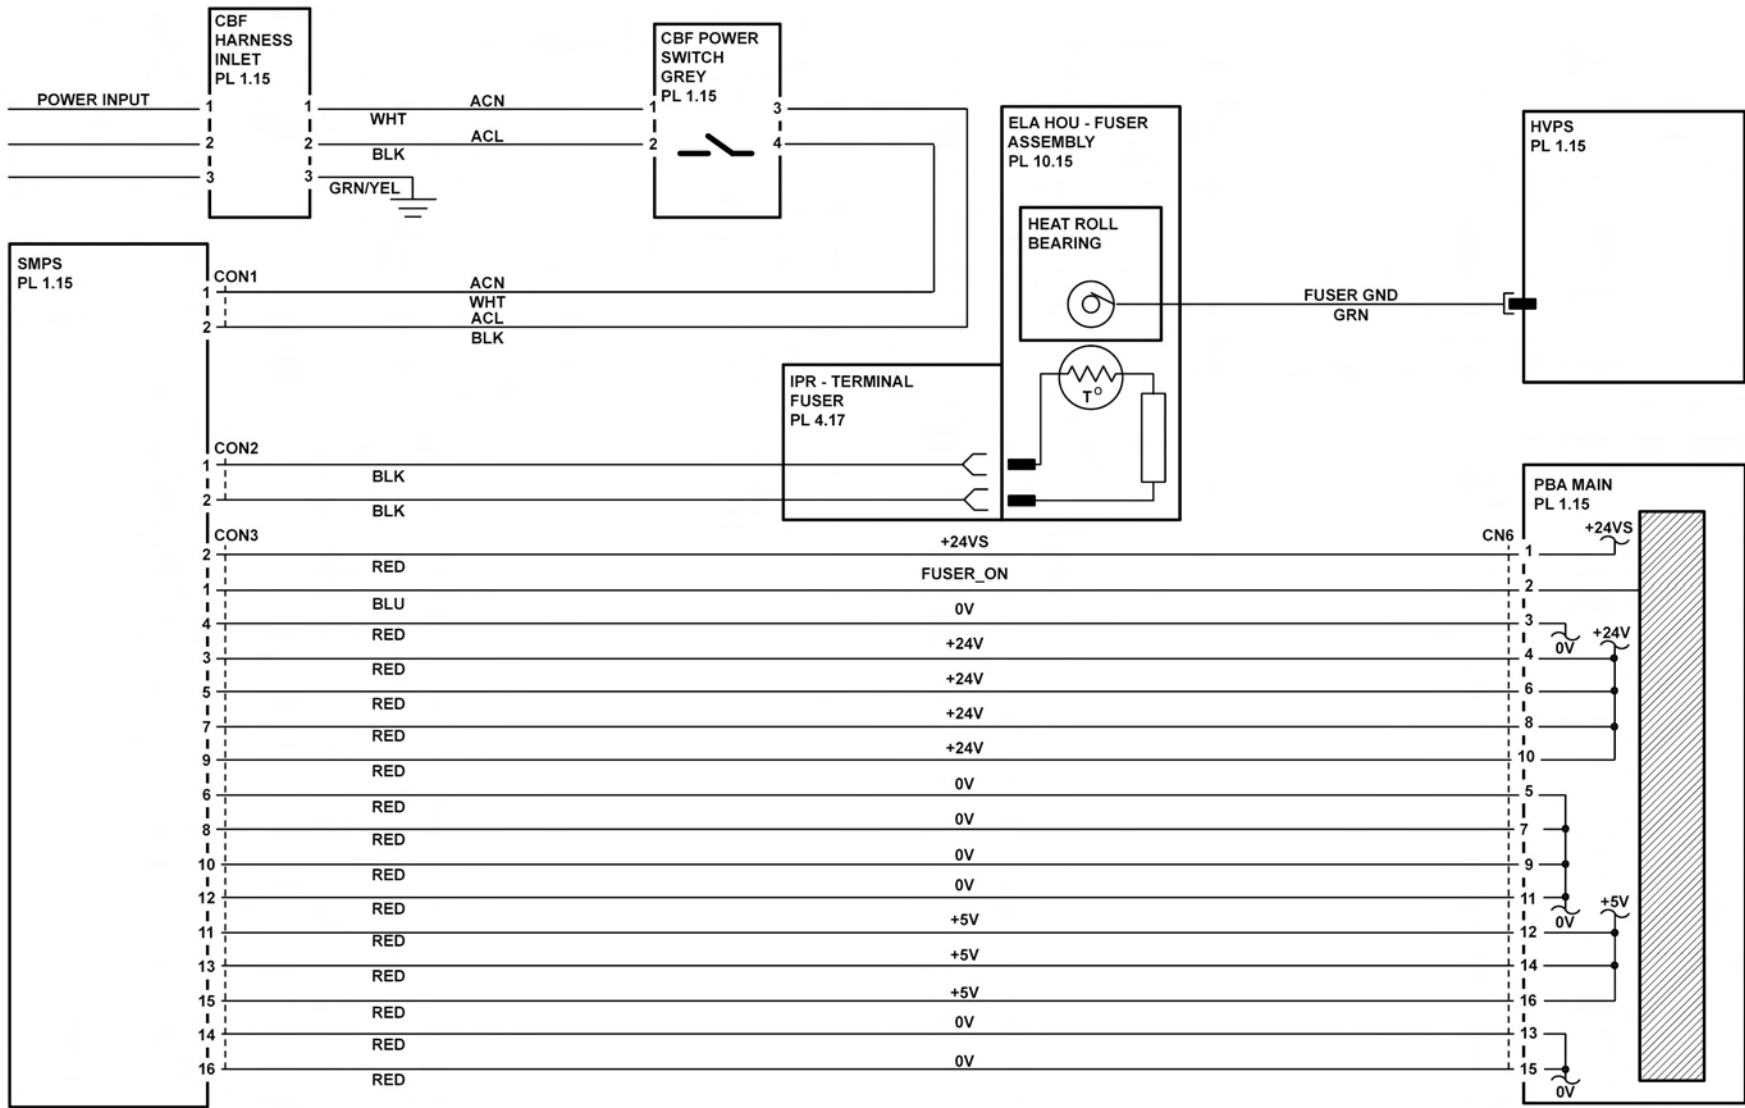 CBF
HARNESS
INLET
PL 1.15
CBF POWER
SWITCH
GREY
PL 1.15
POWER INPUT
1 1 ACN 1 3
WHT
2 2 ACL 2 4
BLK
3 3
GRN/YEL
ELA HOU - FUSER
ASSEMBLY
PL 10.15
HEAT ROLL
BEARING
HVPS
PL 1.15
FUSER GND
GRN
SMPS
PL 1.15
CON1
1 ACN
WHT
2 ACL
BLK
IPR - TERMINAL
FUSER
PL 4.17
T°
CON2
1
BLK
2
BLK
PBA MAIN
PL 1.15
CON3 CN6
2 +24VS 1 +24VS
RED
1 FUSER_ON 2
BLU
4 0V 3 0V
RED
3 +24V 4 +24V
RED
5 +24V 6
RED
7 +24V 8
RED
9 +24V 10
RED
6 0V 5
RED
8 0V 7
RED
10 0V 9
RED
12 0V 11 0V
RED
11 +5V 12 +5V
RED
13 +5V 14
RED
15 +5V 16
RED
14 0V 13
RED
16 0V 15 0V
RED